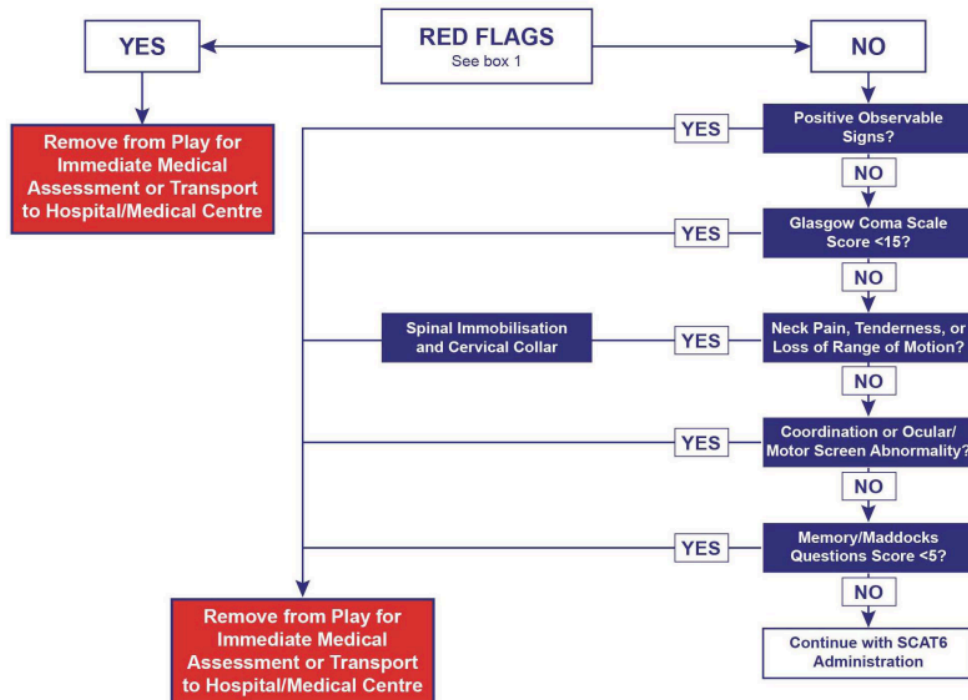 YES
RED FLAGS
See box 1
NO
Remove from Play for
Immediate Medical
Assessment or Transport
to Hospital/Medical Centre
YES
Positive Observable
Signs?
NO
YES
Glasgow Coma Scale
Score <15?
NO
Spinal Immobilisation
and Cervical Collar
YES
Neck Pain, Tenderness, or
Loss of Range of Motion?
NO
YES
Coordination or Ocular/
Motor Screen Abnormality?
NO
YES
Memory/Maddocks
Questions Score <5?
NO
Remove from Play for
Immediate Medical
Assessment or Transport
to Hospital/Medical Centre
Continue with SCAT6
Administration